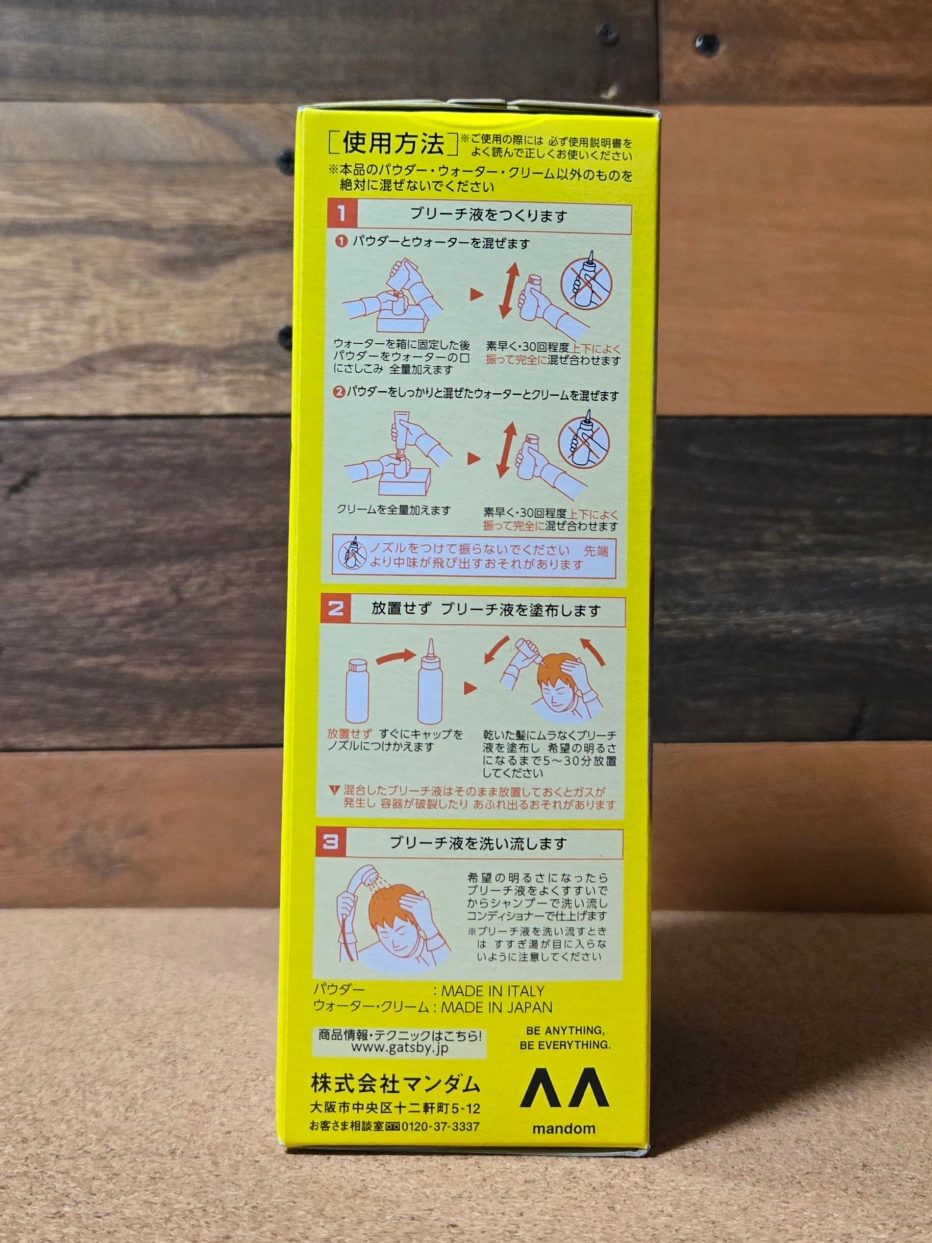 ［使用方法］※ご使用の際には 必ず使用説明書を
よく読んで正しくお使いください
※本品のパウダー・ウォーター・クリーム以外のものを
絶対に混ぜないでください
1 ブリーチ液をつくります
❶ パウダーとウォーターを混ぜます
ウォーターを箱に固定した後
パウダーをウォーターの口
にさしこみ 全量加えます
素早く・30回程度上下によく
振って完全に混ぜ合わせます
❷パウダーをしっかりと混ぜたウォーターとクリームを混ぜます
クリームを全量加えます
素早く・30回程度上下によく
振って完全に混ぜ合わせます
ノズルをつけて振らないでください 先端
より中味が飛び出すおそれがあります
2 放置せず ブリーチ液を塗布します
放置せず すぐにキャップを
ノズルにつけかえます
乾いた髪にムラなくブリーチ
液を塗布し 希望の明るさ
になるまで5〜30分放置
してください
混合したブリーチ液はそのまま放置しておくとガスが
発生し 容器が破裂したり あふれ出るおそれがあります
3 ブリーチ液を洗い流します
希望の明るさになったら
ブリーチ液をよくすすいで
からシャンプーで洗い流し
コンディショナーで仕上げます
※ブリーチ液を洗い流すとき
は すすぎ湯が目に入らな
いように注意してください
パウダー : MADE IN ITALY
ウォーター・クリーム : MADE IN JAPAN
商品情報・テクニックはこちら!
www.gatsby.jp
BE ANYTHING,
BE EVERYTHING.
株式会社マンダム
大阪市中央区十二軒町5-12
お客さま相談室0120-37-3337
mandom